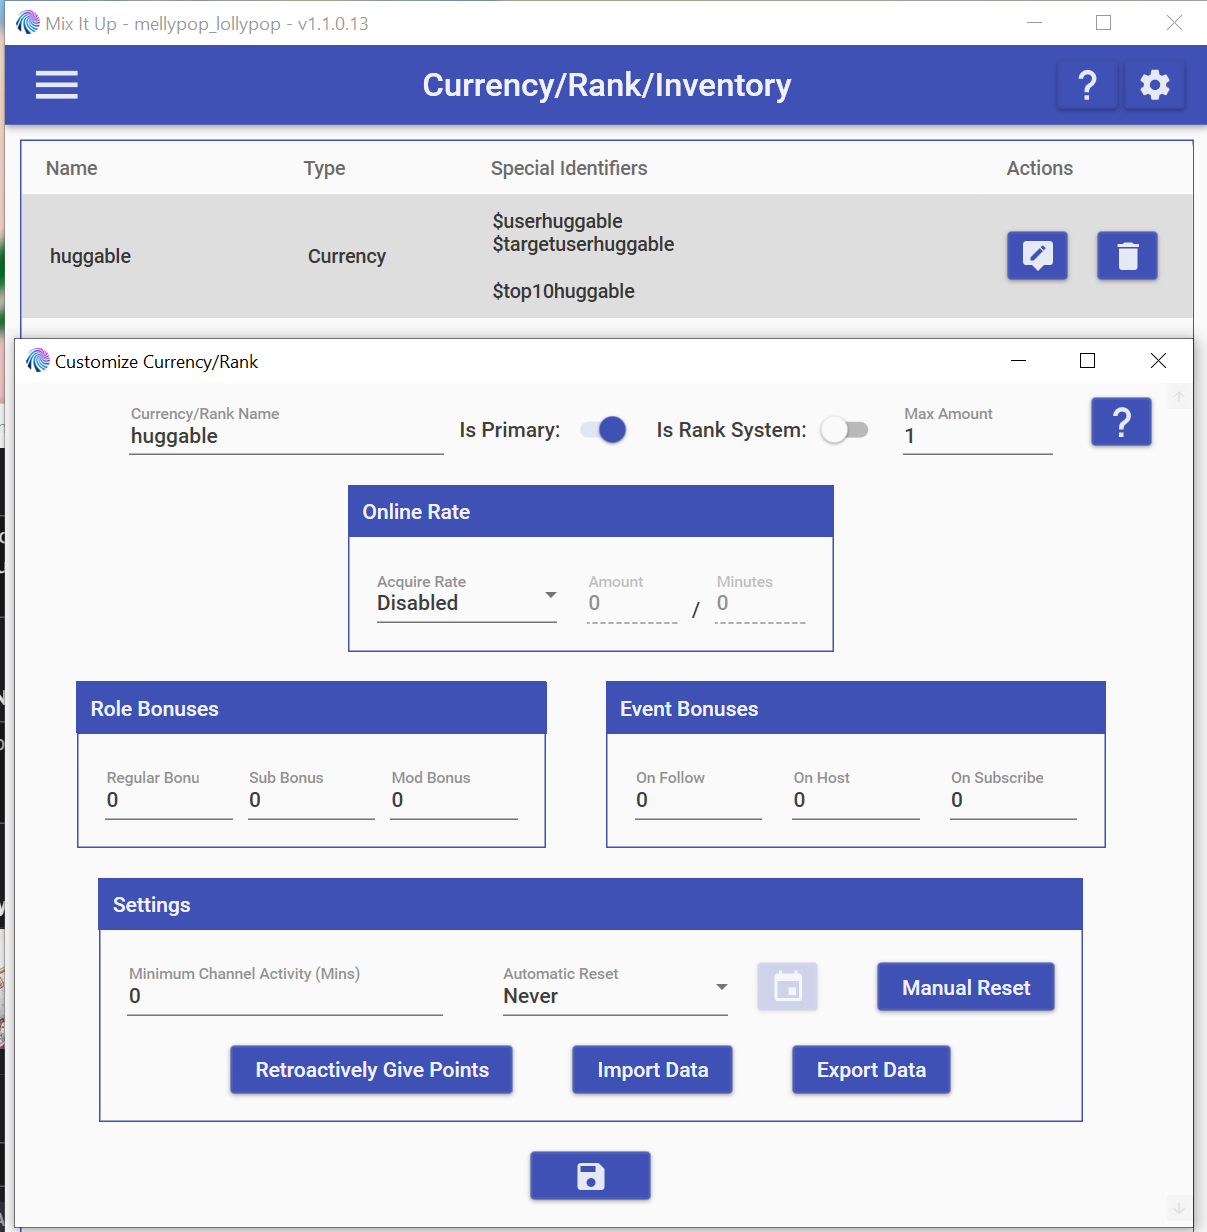 Mix It Up - mellypop_lollypop - v1.1.0.13
Currency/Rank/Inventory
?
Name Type Special Identifiers Actions
$userhuggable
$targetuserhuggable
huggable Currency
$top10huggable
Customize Currency/Rank
Currency/Rank Name
huggable
Is Primary:
Is Rank System:
Max Amount
1
?
Online Rate
Acquire Rate
Disabled
Amount
0
/
Minutes
0
Role Bonuses
Regular Bonu
0
Sub Bonus
0
Mod Bonus
0
Event Bonuses
On Follow
0
On Host
0
On Subscribe
0
Settings
Minimum Channel Activity (Mins)
0
Automatic Reset
Never
Manual Reset
Retroactively Give Points
Import Data
Export Data